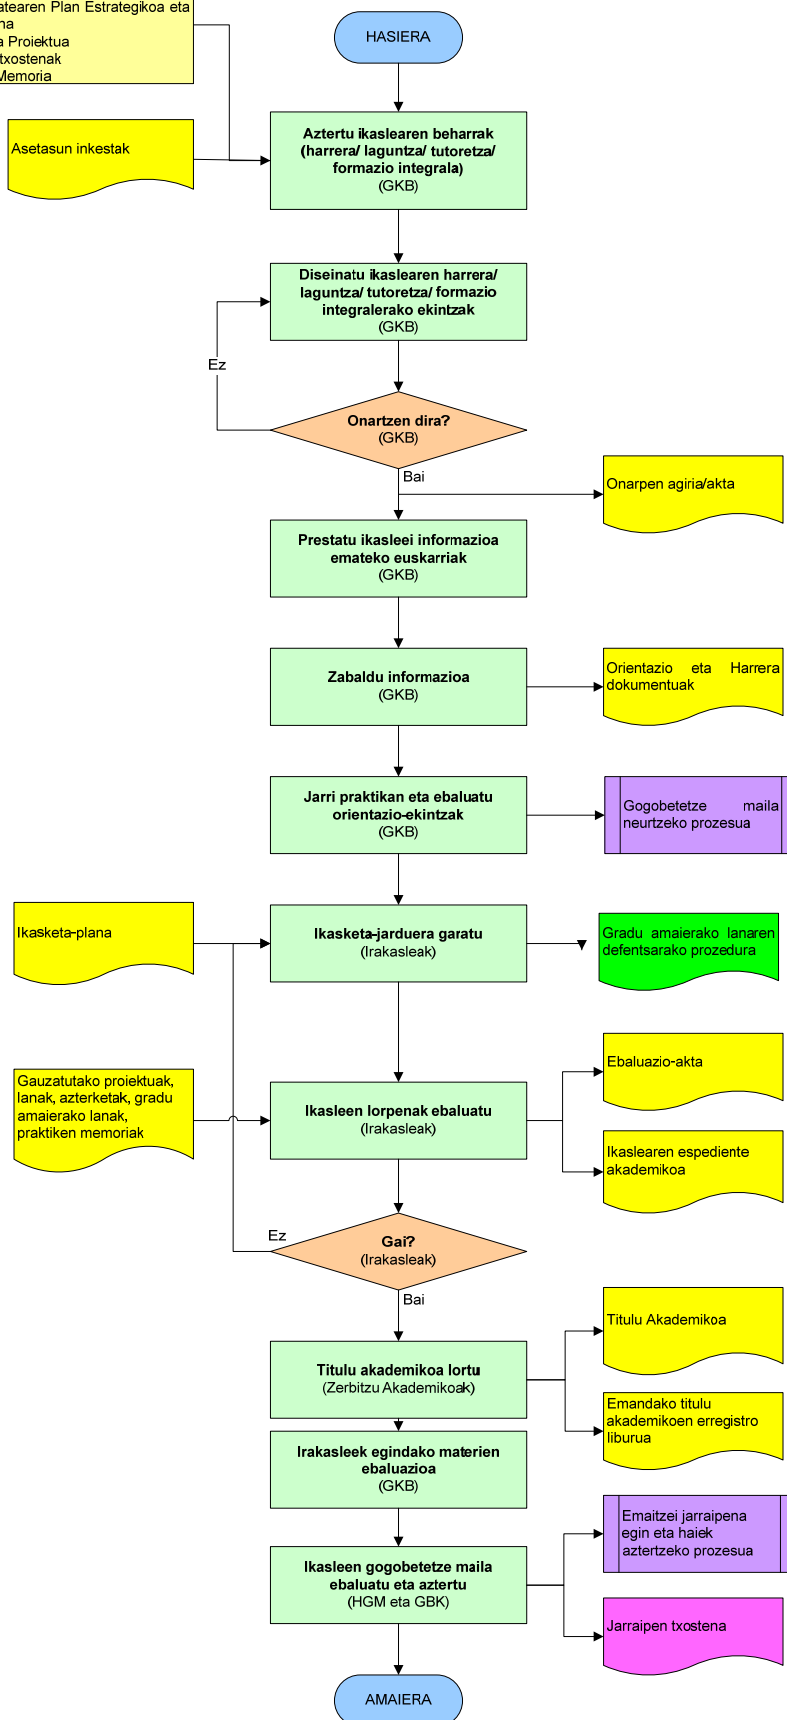 Plan Estrategikoa eta
Proiektua
Memoria
HASIERA
Asetasun inkestak
Aztertu ikaslearen beharrak
(harrera/ laguntza/ tutoretza/
formazio integrala)
(GKB)
Diseinatu ikaslearen harrera/
laguntza/ tutoretza/ formazio
integralerako ekintzak
(GKB)
Ez
Onartzen dira?
(GKB)
Bai
Onarpen agiria/akta
Prestatu ikasleei informazioa
emateko euskarriak
(GKB)
Zabaldu informazioa
(GKB)
Orientazio eta Harrera
dokumentuak
Jarri praktikan eta ebaluatu
orientazio-ekintzak
(GKB)
Gogobetetze maila
neurtzeko prozesua
Ikasketa-plana
Ikasketa-jarduera garatu
(Irakasleak)
Gradu amaierako lanaren
defentsarako prozedura
Gauzatutako proiektuak,
lanak, azterketak, gradu
amaierako lanak,
praktiken memoriak
Ikasleen lorpenak ebaluatu
(Irakasleak)
Ebaluazio-akta
Ikaslearen espediente
akademikoa
Ez
Gai?
(Irakasleak)
Bai
Titulu akademikoa lortu
(Zerbitzu Akademikoak)
Titulu Akademikoa
Emandako titulu
akademikoen erregistro
liburua
Irakasleek egindako materien
ebaluazioa
(GKB)
Ikasleen gogobetetze maila
ebaluatu eta aztertu
(HGM eta GBK)
Emaitzei jarraipena
egin eta haiek
aztertzeko prozesua
Jarraipen txostena
AMAIERA